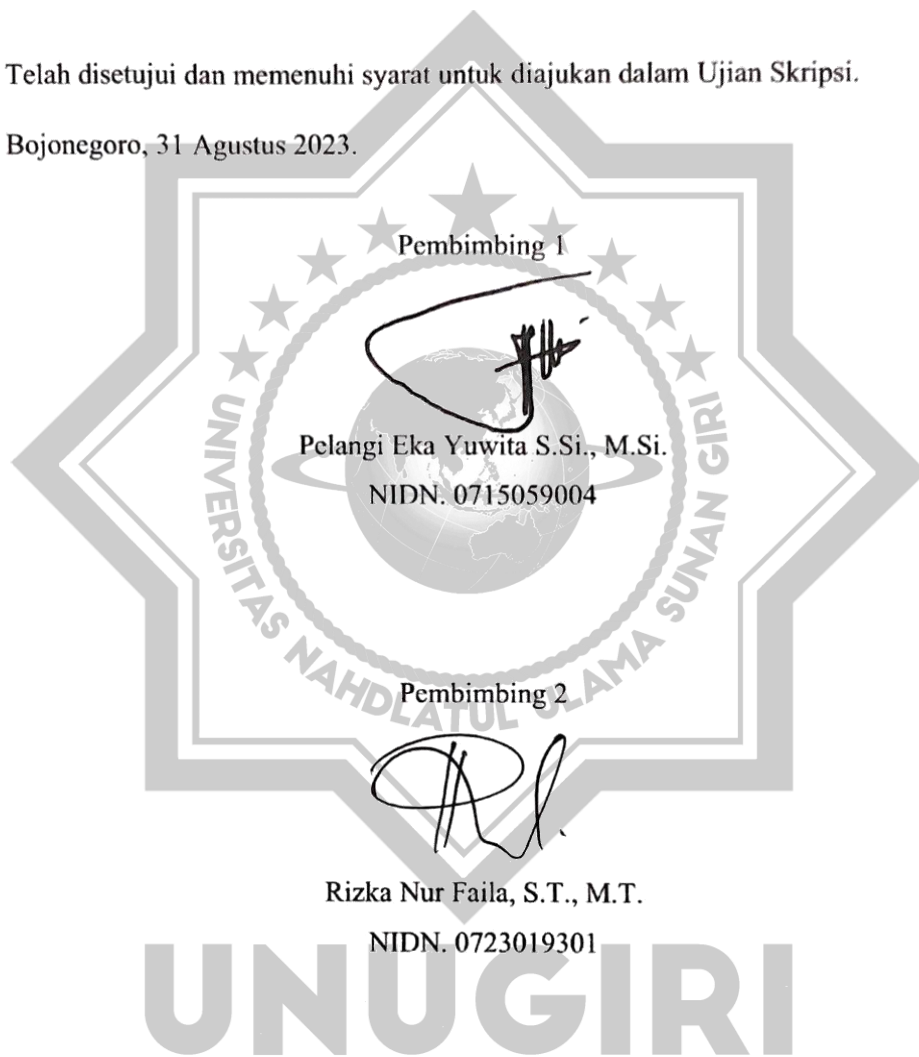 Telah disetujui dan memenuhi syarat untuk diajukan dalam Ujian Skripsi.
Bojonegoro, 31 Agustus 2023.
Pembimbing 1
Pelangi Eka Yuwita S.Si., M.Si.
NIDN. 0715059004
Pembimbing 2
Rizka Nur Faila, S.T., M.T.
NIDN. 0723019301
UNIVERSITAS NAHDLATUL ULAMA SUNAN GIRI
UNUGIRI